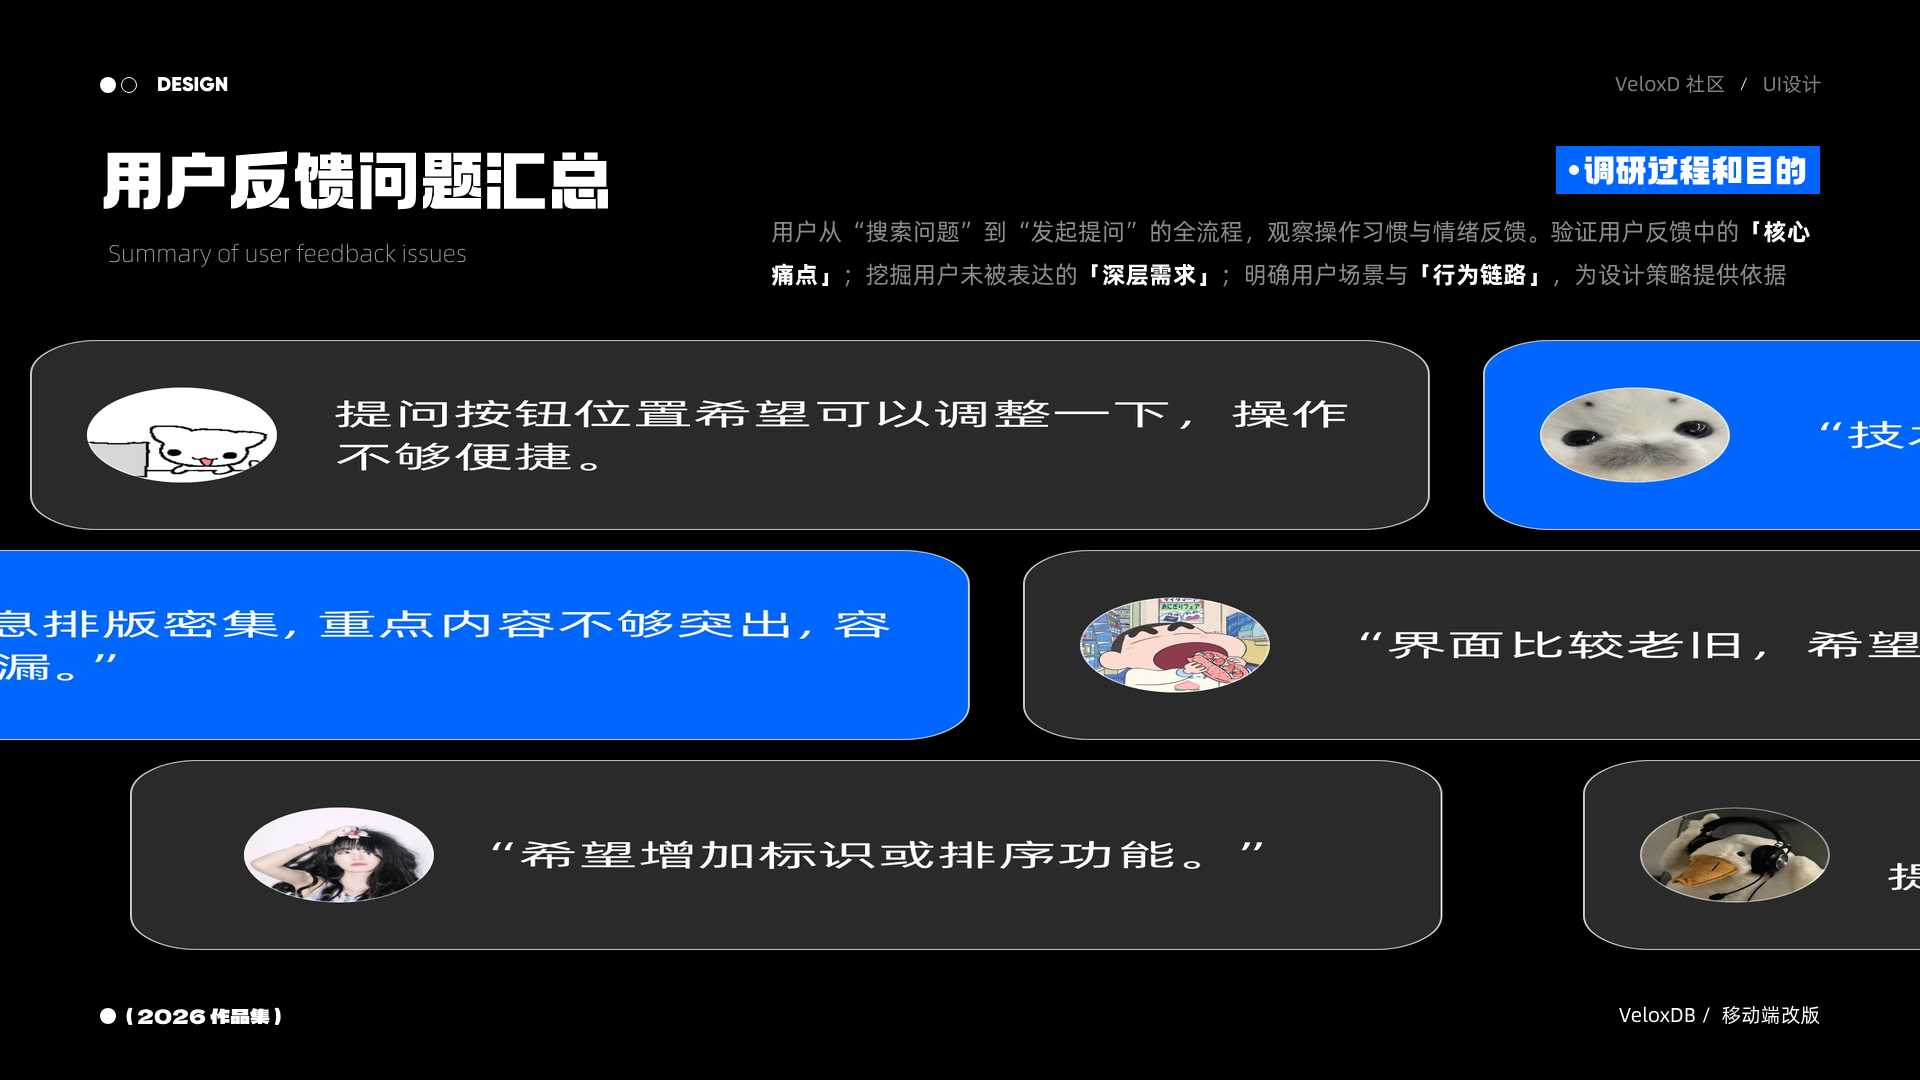 DESIGN
VeloxD 社区 / UI设计
用户反馈问题汇总
Summary of user feedback issues
•调研过程和目的
用户从“搜索问题”到“发起提问”的全流程，观察操作习惯与情绪反馈。验证用户反馈中的「核心
痛点」；挖掘用户未被表达的「深层需求」；明确用户场景与「行为链路」，为设计策略提供依据
提按钮位置希望可以调整一下，操作
不够便捷。
“技术
息排版密集，重点内容不够突出，容
漏。”
“界面比较老旧，希望
“希望增加标识或排序功能。”
提
(2026 作品集)
VeloxDB / 移动端改版